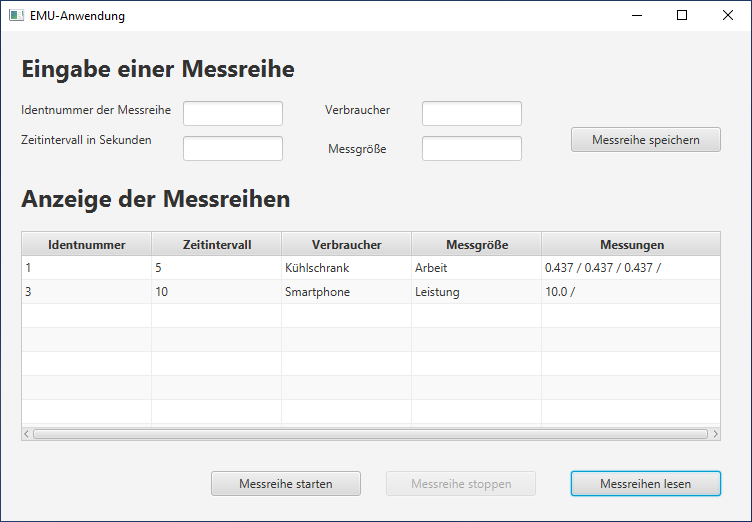 EMU-Anwendung
Eingabe einer Messreihe
Identnummer der Messreihe Verbraucher
Zeitintervall in Sekunden Messgröße Messreihe speichern
Anzeige der Messreihen
Identnummer Zeitintervall Verbraucher Messgröße Messungen
1 5 Kühlschrank Arbeit 0.437 / 0.437 / 0.437 /
3 10 Smartphone Leistung 10.0 /
Messreihe starten Messreihe stoppen Messreihen lesen